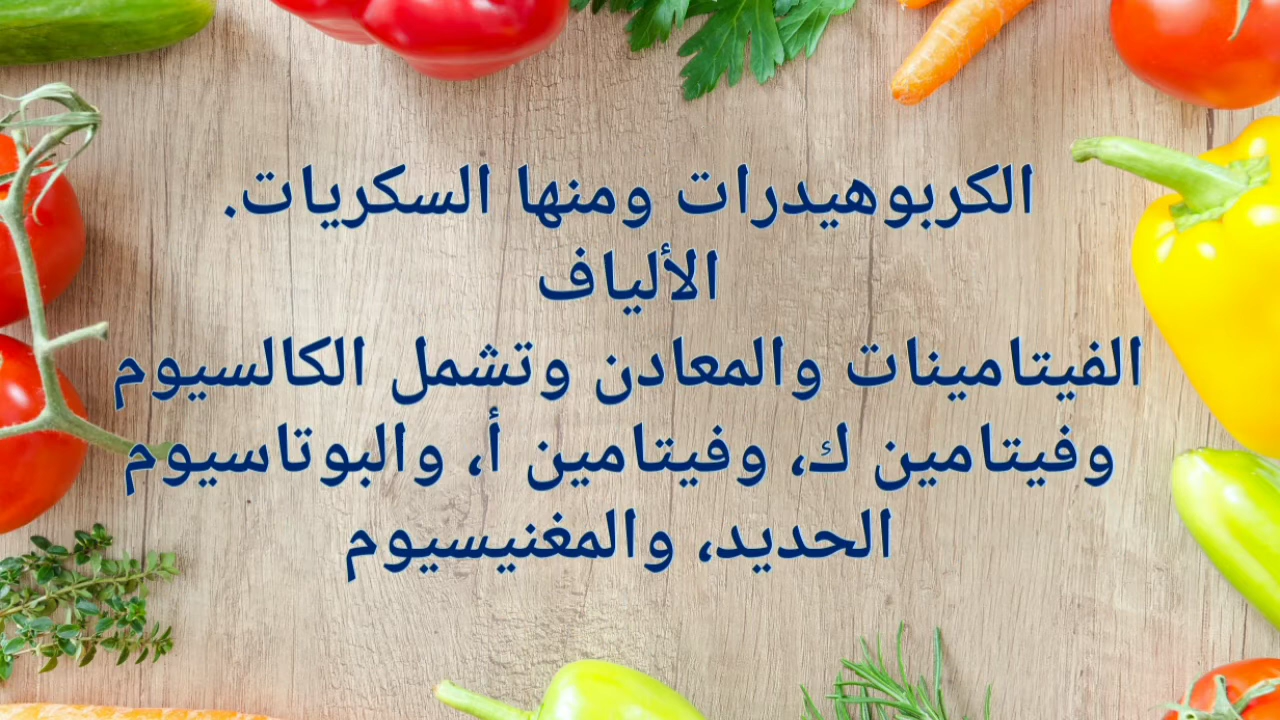 الكربوهيدرات ومنها السكريات.
الألياف
الفيتامينات والمعادن وتشمل الكالسيوم
وفيتامين ك، وفيتامين أ، والبوتاسيوم
الحديد، والمغنيسيوم